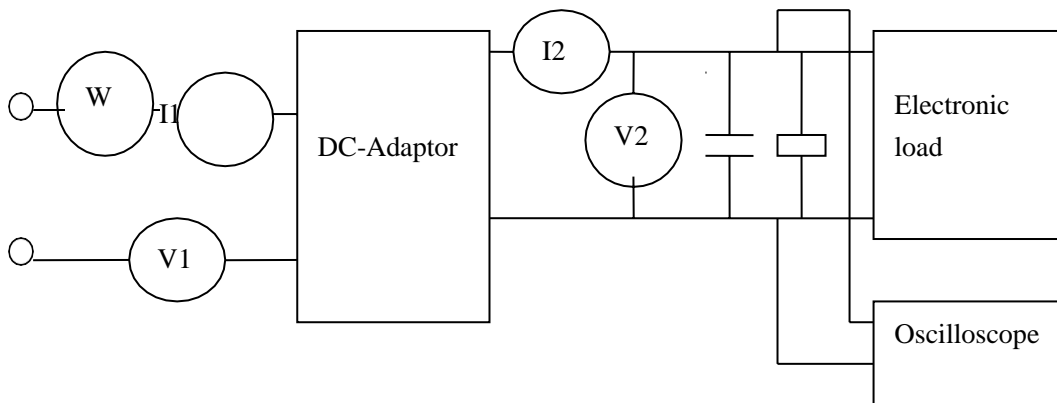 I2
W
I1
Electronic
load
V2
DC-Adaptor
V1
Oscilloscope